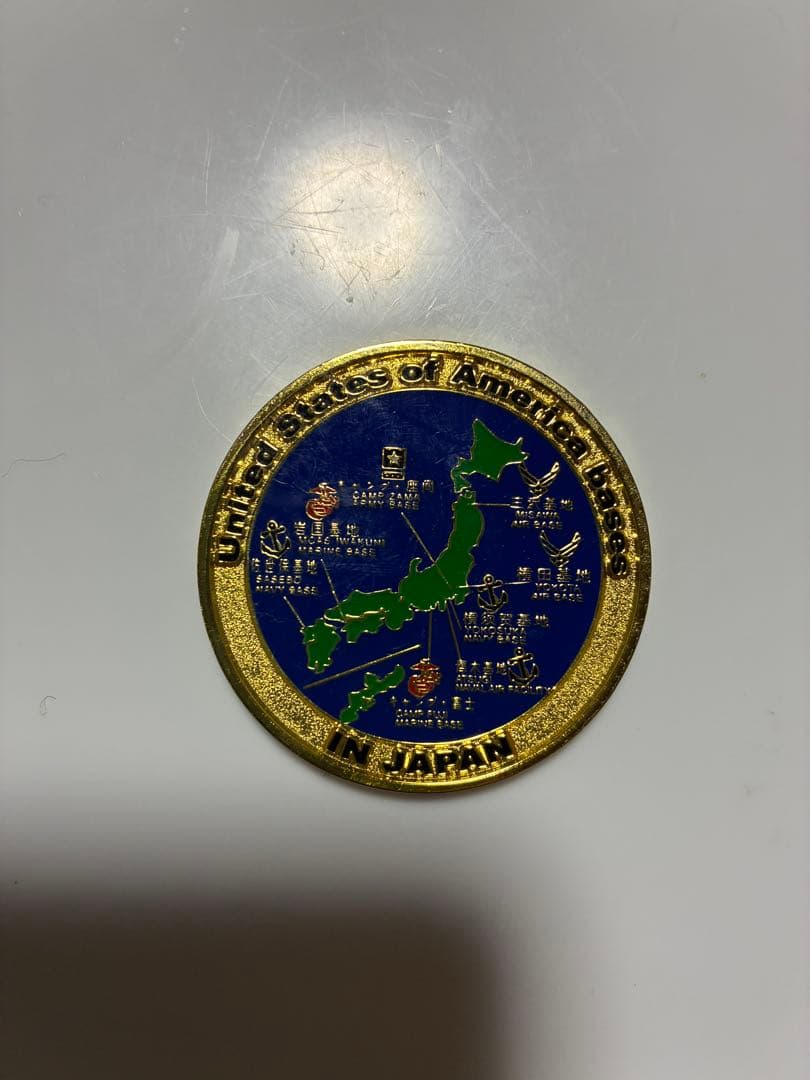 United States of America bases
キャンプ・座間
CAMP ZAMA
ARMY BASE
三沢基地
MISAWA
AIR BASE
岩国基地
MCAS IWAKUNI
MARINE BASE
佐世保基地
SASEBO
NAVY BASE
横田基地
YOKOTA
AIR BASE
横須賀基地
YOKOSUKA
NAVY BASE
厚木基地
ATSUGI
NAVAL AIR FACILITY
キャンプ・富士
CAMP FUJI
MARINE BASE
IN JAPAN